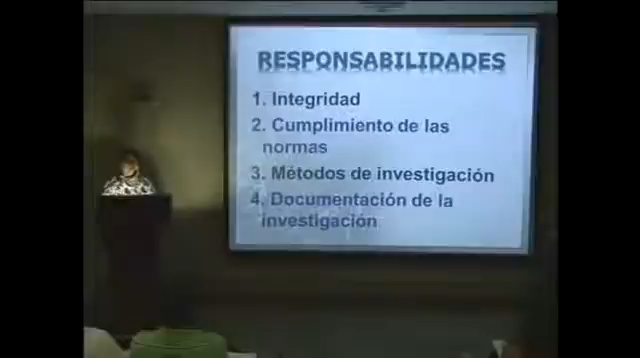 RESPONSABILIDADES
1. Integridad
2. Cumplimiento de las
normas
3. Métodos de investigación
4. Documentación de la
investigación